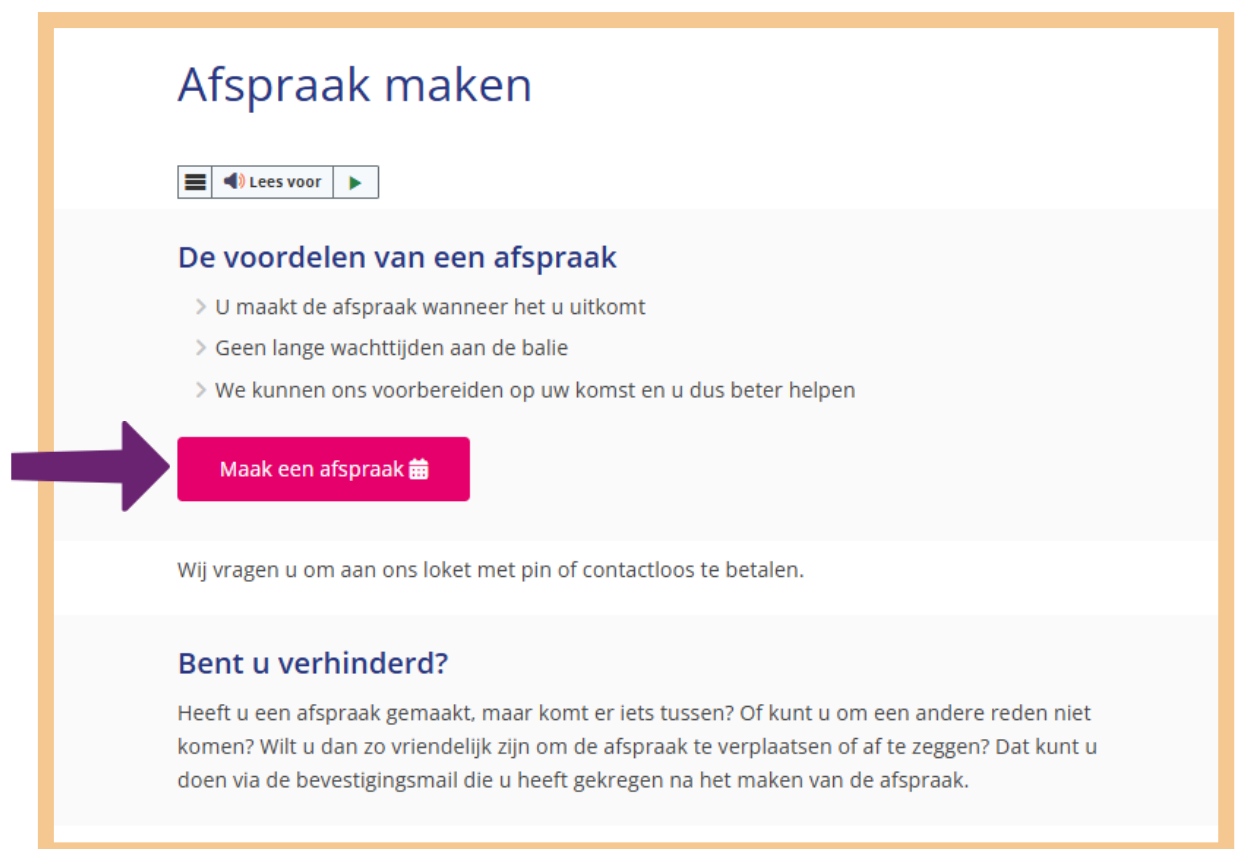 Afspraak maken
Lees voor
De voordelen van een afspraak
U maakt de afspraak wanneer het u uitkomt
Geen lange wachttijden aan de balie
We kunnen ons voorbereiden op uw komst en u dus beter helpen
Maak een afspraak
Wij vragen u om aan ons loket met pin of contactloos te betalen.
Bent u verhinderd?
Heeft u een afspraak gemaakt, maar komt er iets tussen? Of kunt u om een andere reden niet
komen? Wilt u dan zo vriendelijk zijn om de afspraak te verplaatsen of af te zeggen? Dat kunt u
doen via de bevestigingsmail die u heeft gekregen na het maken van de afspraak.